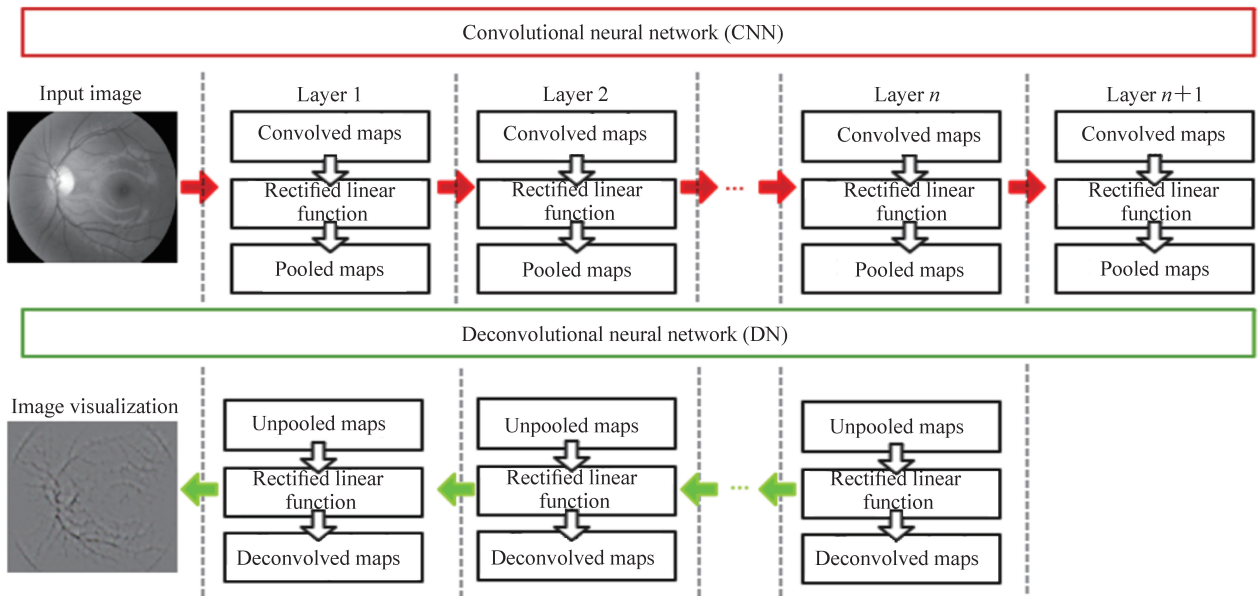 Convolutional neural network (CNN)
Input image
Layer 1
Convolved maps
Rectified linear
function
Pooled maps
Layer 2
Convolved maps
Rectified linear
function
Pooled maps
...
Layer n
Convolved maps
Rectified linear
function
Pooled maps
Layer n+1
Convolved maps
Rectified linear
function
Pooled maps
Deconvolutional neural network (DN)
Image visualization
Unpooled maps
Rectified linear
function
Deconvolved maps
Unpooled maps
Rectified linear
function
Deconvolved maps
...
Unpooled maps
Rectified linear
function
Deconvolved maps